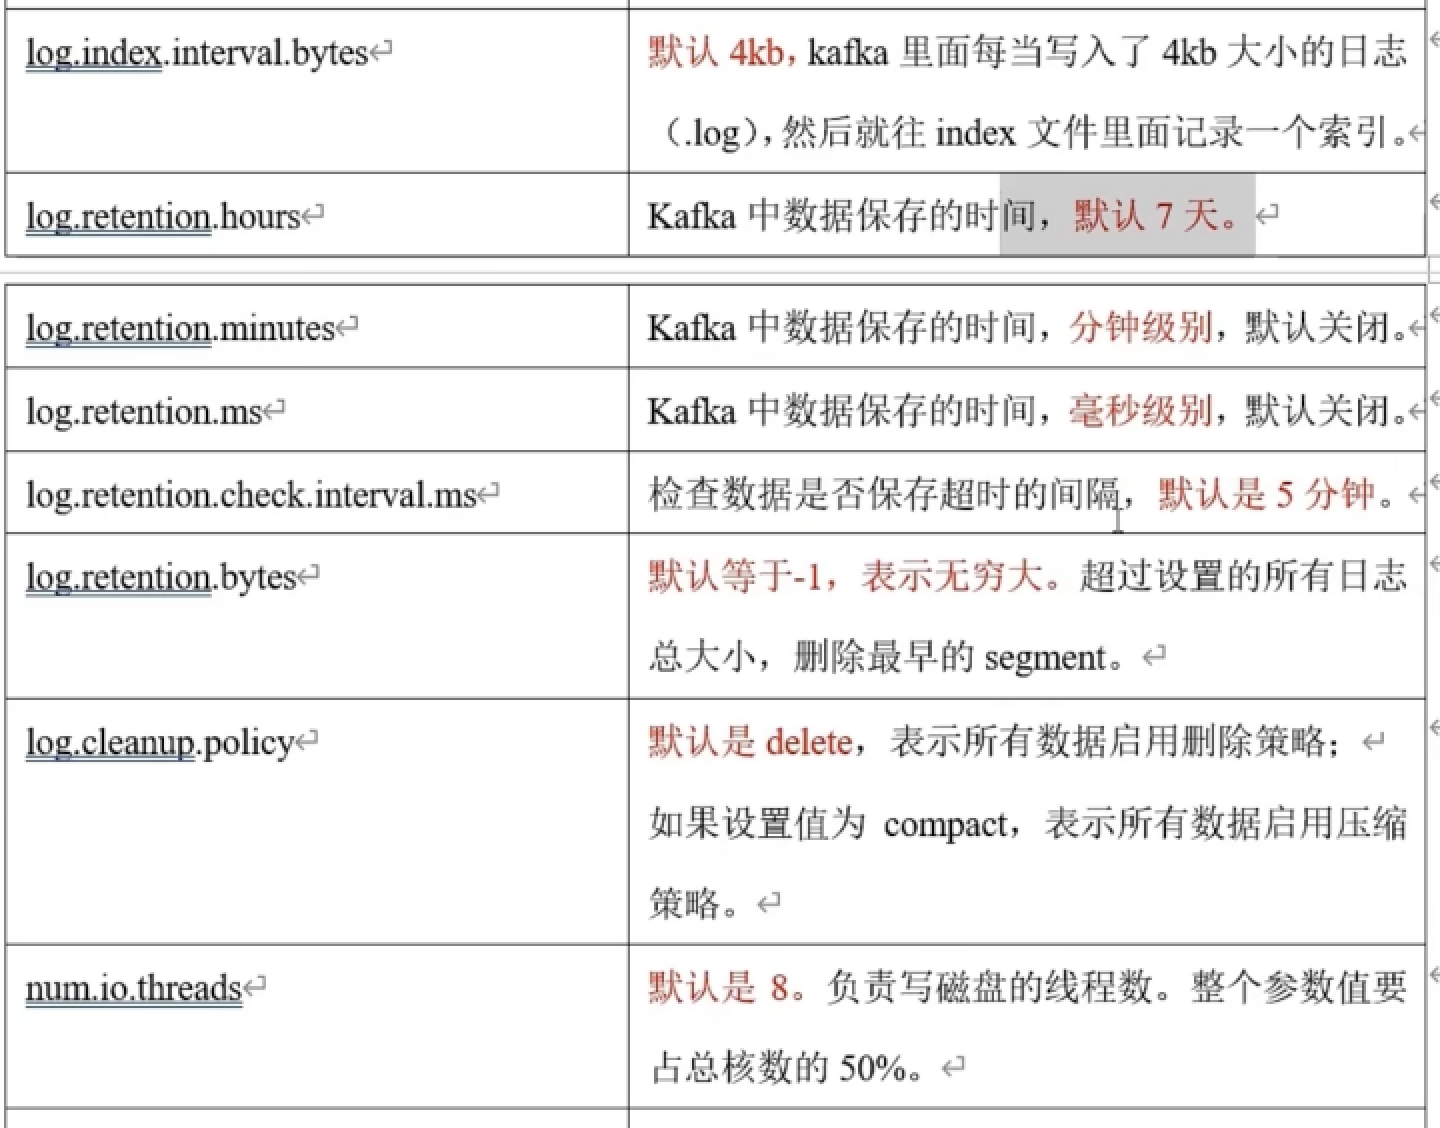 log.index.interval.bytes
默认 4kb，kafka 里面每当写入了 4kb 大小的日志
（.log），然后就往 index 文件里面记录一个索引。
log.retention.hours
Kafka 中数据保存的时间，默认 7 天。
log.retention.minutes
Kafka 中数据保存的时间，分钟级别，默认关闭。
log.retention.ms
Kafka 中数据保存的时间，毫秒级别，默认关闭。
log.retention.check.interval.ms
检查数据是否保存超时的间隔，默认是 5 分钟。
log.retention.bytes
默认等于-1，表示无穷大。超过设置的所有日志
总大小，删除最早的 segment。
log.cleanup.policy
默认是 delete，表示所有数据启用删除策略；
如果设置值为 compact，表示所有数据启用压缩
策略。
num.io.threads
默认是 8。负责写磁盘的线程数。整个参数值要
占总核数的 50%。